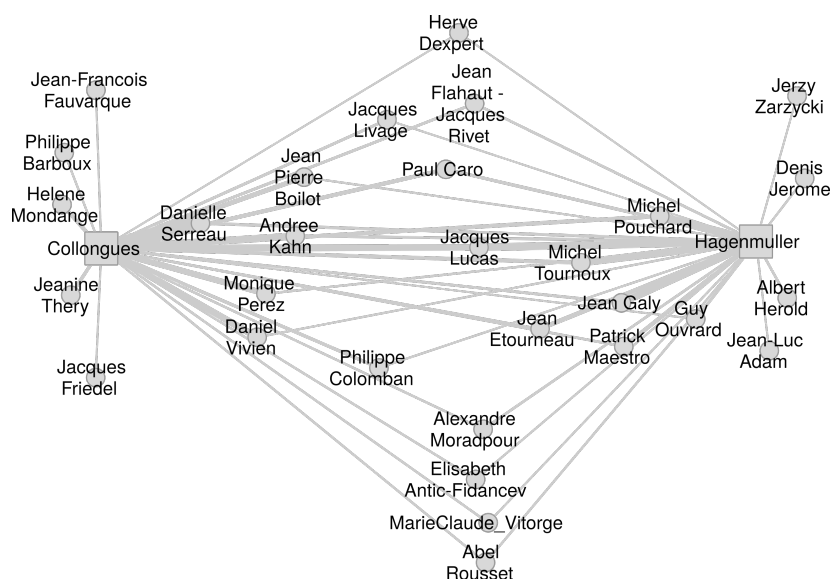 Herve
Dexpert
Jean-Francois
Fauvarque
Jean
Flahaut -
Jacques
Rivet
Jerzy
Zarzycki
Jacques
Livage
Philippe
Barboux
Jean
Pierre
Boilot
Paul Caro
Denis
Jerome
Helene
Mondange
Danielle
Serreau
Andree
Kahn
Michel
Pouchard
Collongues
Jacques
Lucas
Hagenmuller
Michel
Tournoux
Jeanine
Thery
Monique
Perez
Jean Galy
Albert
Herold
Daniel
Vivien
Jean
Etourneau
Guy
Ouvrard
Patrick
Maestro
Jean-Luc
Adam
Philippe
Colomban
Jacques
Friedel
Alexandre
Moradpour
Elisabeth
Antic-Fidancev
MarieClaude_Vitorge
Abel
Rousset